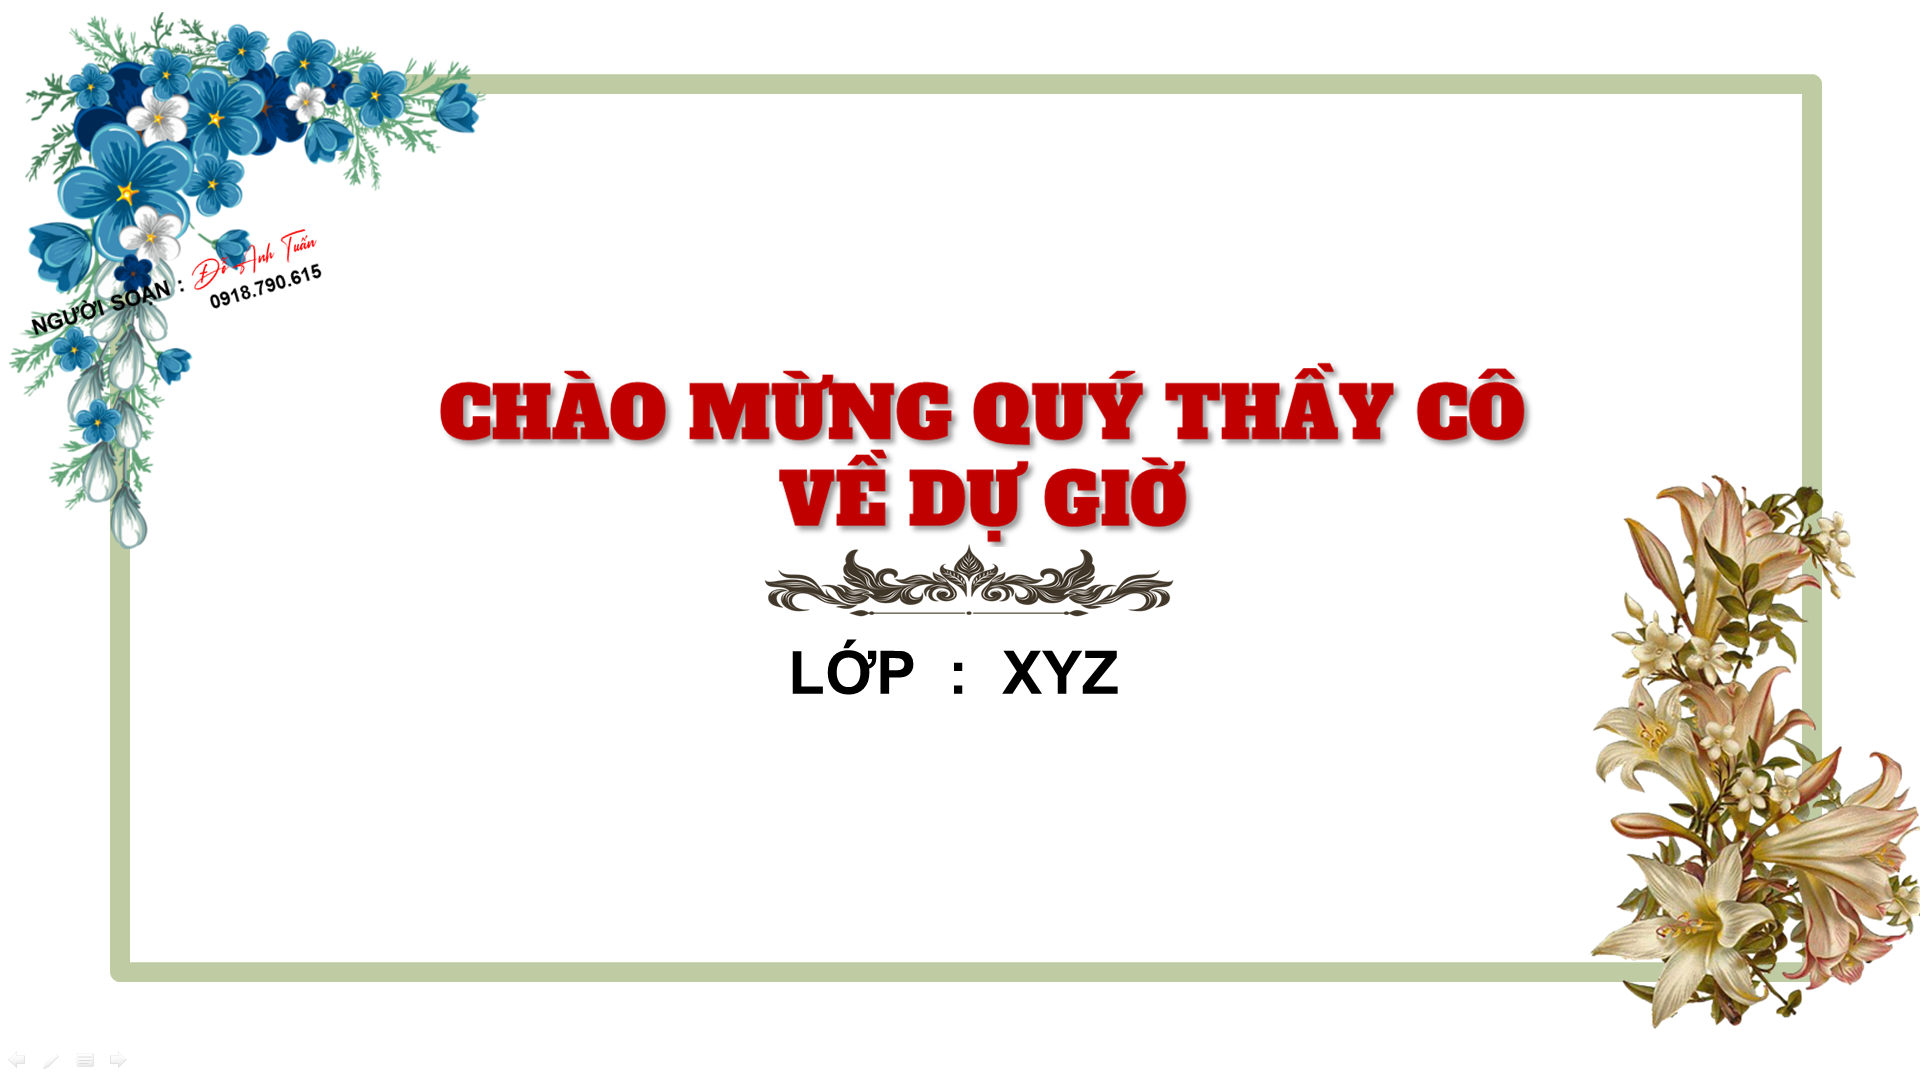 NGƯỜI SOẠN : Đỗ Anh Tuấn
0918.790.615
CHÀO MỪNG QUÝ THẦY CÔ
VỀ DỰ GIỜ
LỚP : XYZ